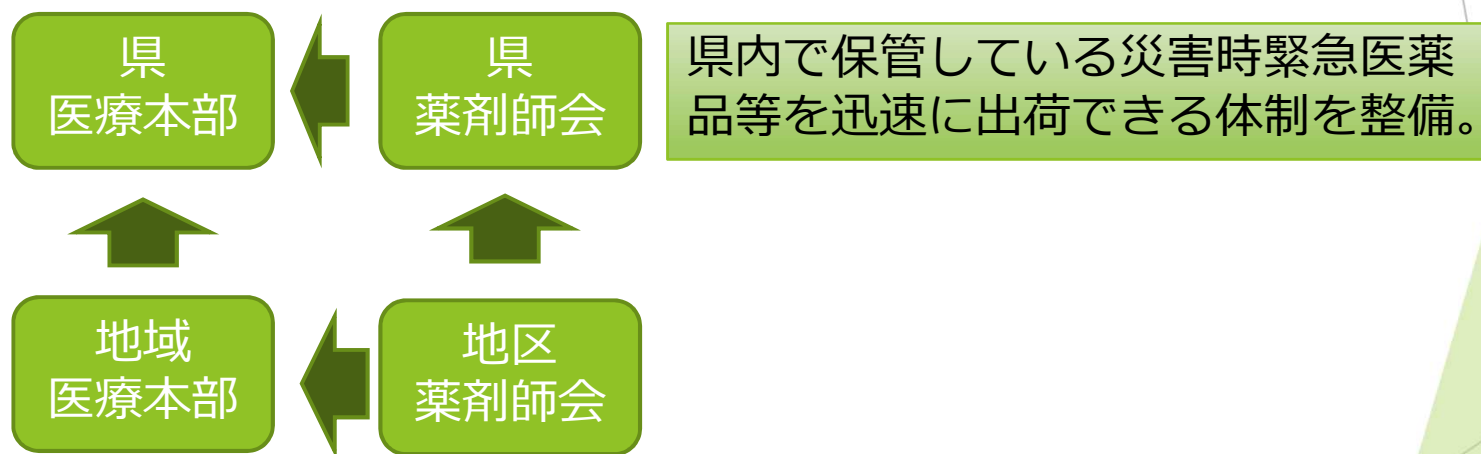 県
医療本部
県
薬剤師会
県内で保管している災害時緊急医薬
品等を迅速に出荷できる体制を整備。
地域
医療本部
地区
薬剤師会